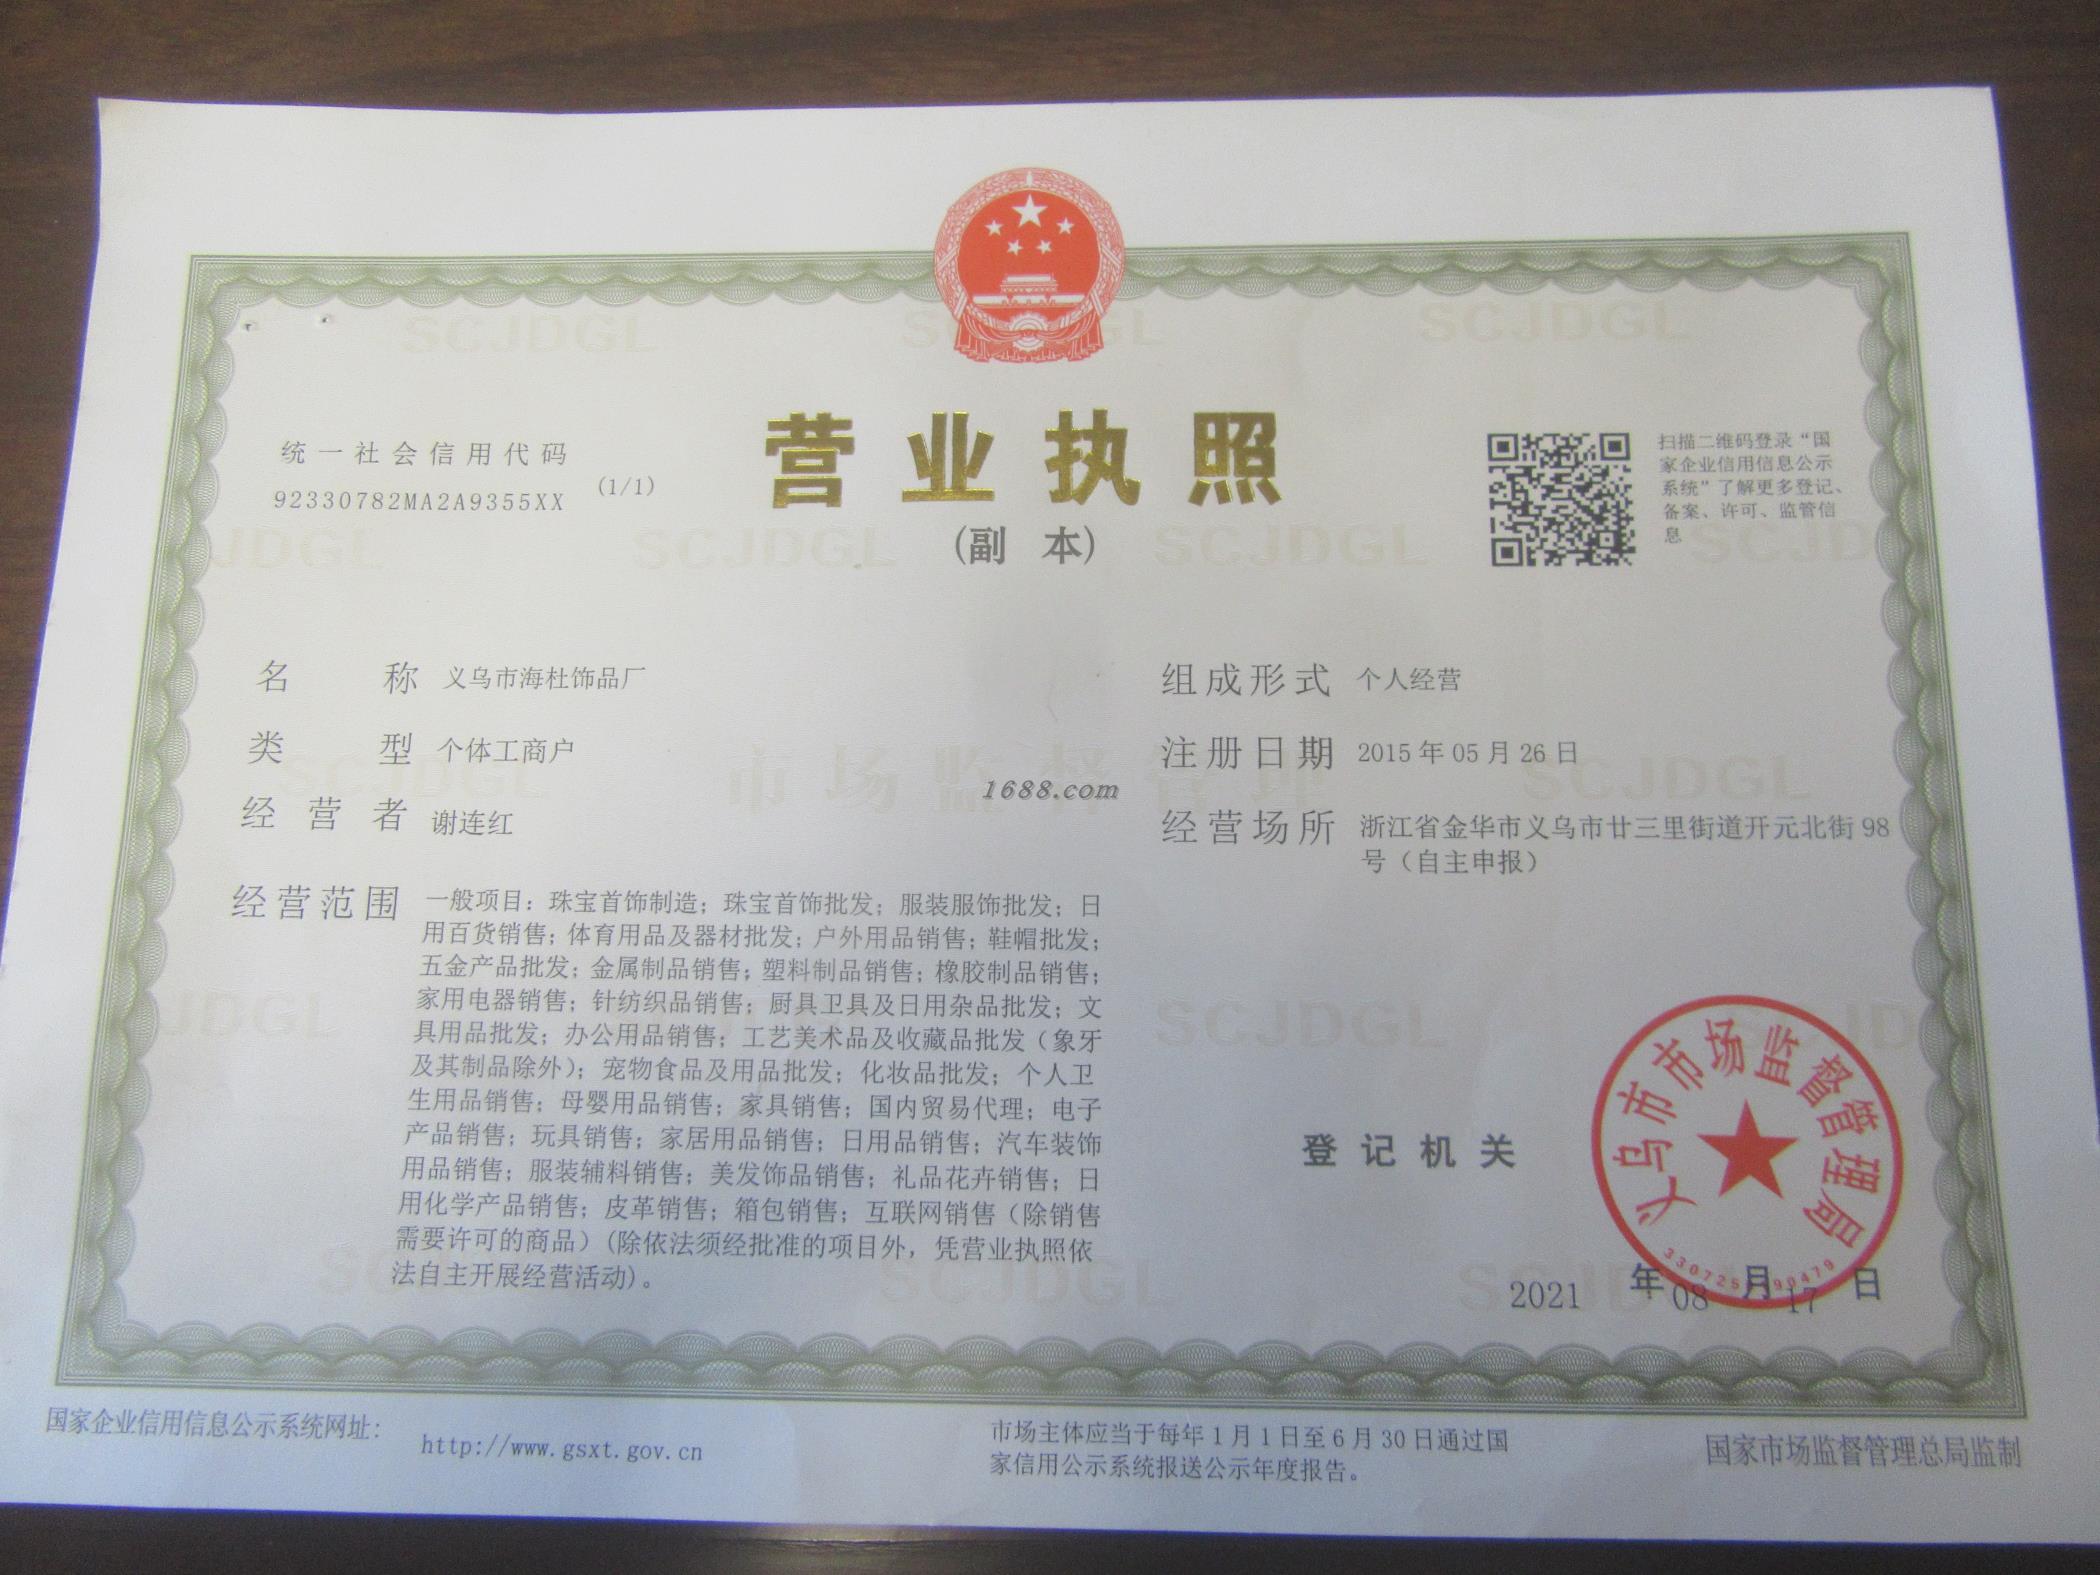 营业执照
(副 本)
统一社会信用代码
92330782MA2A9355XX
(1/1)
扫描二维码登录“国
家企业信用信息公示
系统”了解更多登记、
备案、许可、监管信
息
名 称 义乌市海杜饰品厂
类 型 个体工商户
经营者 谢连红
经营范围 一般项目：珠宝首饰制造；珠宝首饰批发；服装服饰批发；日
用百货销售；体育用品及器材批发；户外用品销售；鞋帽批发；
五金产品批发；金属制品销售；塑料制品销售；橡胶制品销售；
家用电器销售；针纺织品销售；厨具卫具及日用杂品批发；文
具用品批发；办公用品销售；工艺美术品及收藏品批发（象牙
及其制品除外）；宠物食品及用品批发；化妆品批发；个人卫
生用品销售；母婴用品销售；家具销售；国内贸易代理；电子
产品销售；玩具销售；家居用品销售；日用品销售；汽车装饰
用品销售；服装辅料销售；美发饰品销售；礼品花卉销售；日
用化学产品销售；皮革销售；箱包销售；互联网销售（除销售
需要许可的商品）(除依法须经批准的项目外，凭营业执照依
法自主开展经营活动)。
组成形式 个人经营
注册日期 2015年05月26日
经营场所 浙江省金华市义乌市廿三里街道开元北街98
号（自主申报）
1688.com
市场监督管理
SCJDGL
登记机关
义乌市市场监督管理局
2021 年 08 月 17 日
国家企业信用信息公示系统网址：
http://www.gsxt.gov.cn
市场主体应当于每年1月1日至6月30日通过国
家信用公示系统报送公示年度报告。
国家市场监督管理总局监制